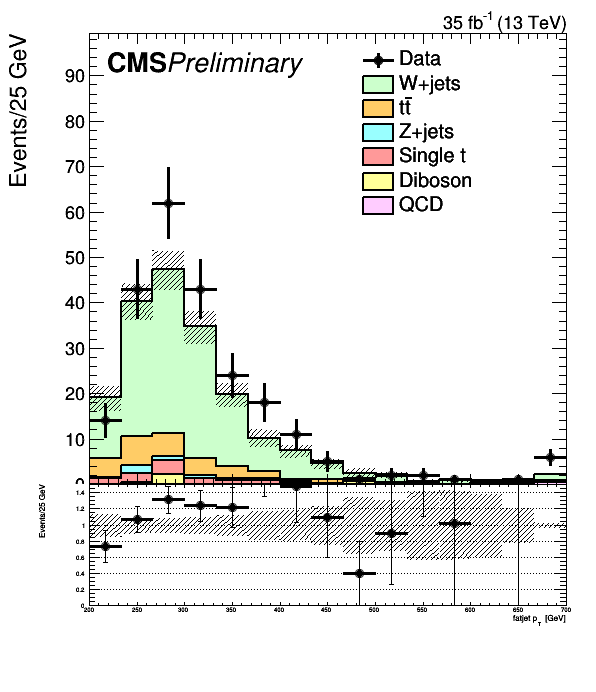 35 fb-1 (13 TeV)
CMS Preliminary
Events/25 GeV
Data
W+jets
tt̄
Z+jets
Single t
Diboson
QCD
90
80
70
60
50
40
30
20
10
0
Events/25 GeV
1.4
1.2
1
0.8
0.6
0.4
0.2
0
200 250 300 350 400 450 500 550 600 650 700
fatjet pT [GeV]